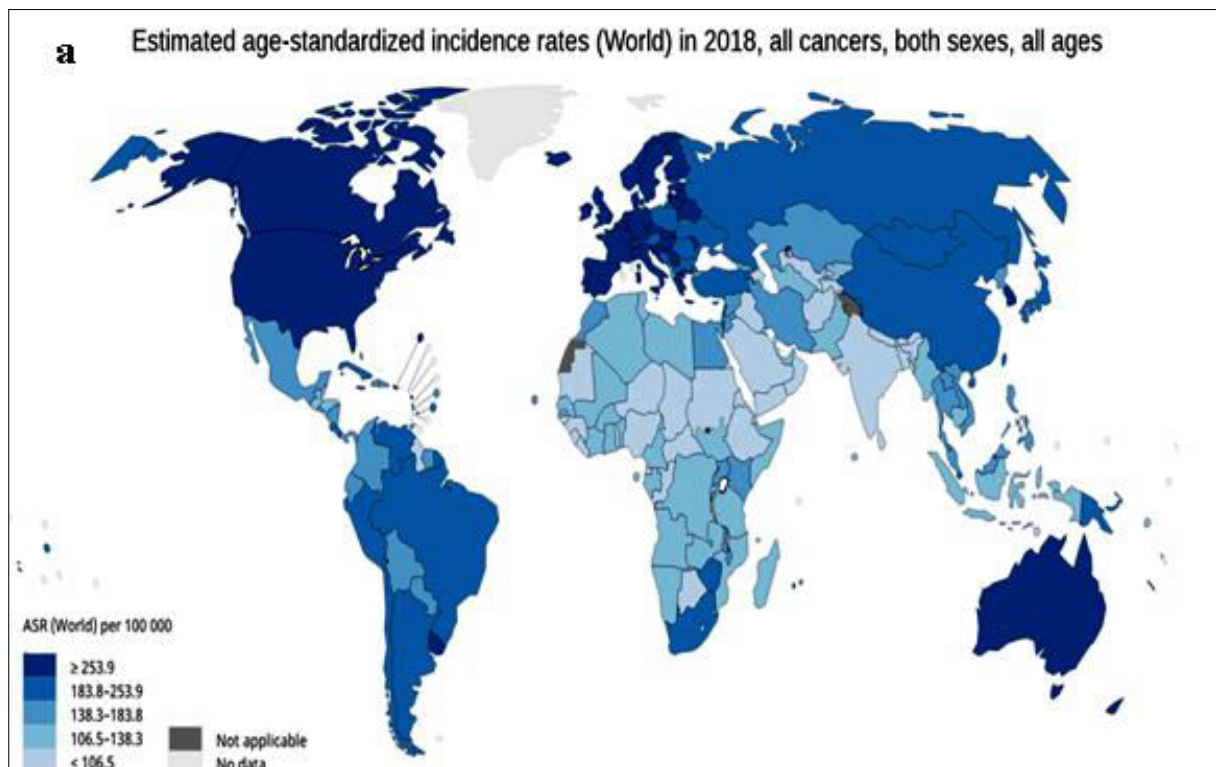 a
Estimated age-standardized incidence rates (World) in 2018, all cancers, both sexes, all ages
ASR (World) per 100 000
≥ 253.9
183.8–253.9
138.3–183.8
106.5–138.3
< 106.5
Not applicable
No data